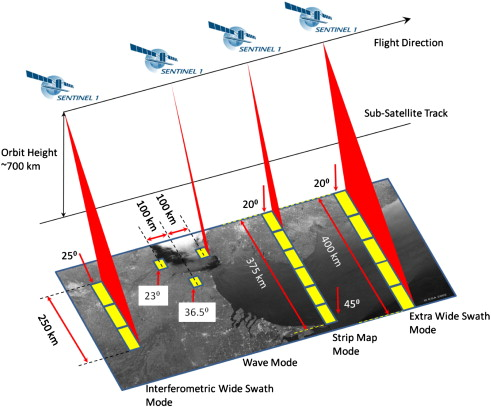 SENTINEL 1
SENTINEL 1
SENTINEL 1
SENTINEL 1
Flight Direction
Sub-Satellite Track
Orbit Height
~700 km
100 km
100 km
20⁰
20⁰
25⁰
23⁰
36.5⁰
375 km
400 km
45⁰
250 km
Extra Wide Swath
Mode
Strip Map
Mode
Wave Mode
Interferometric Wide Swath
Mode